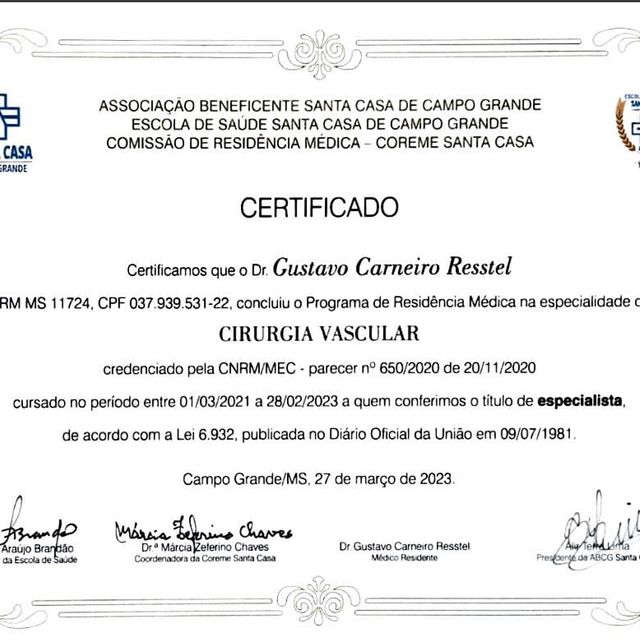 ASSOCIAÇÃO BENEFICENTE SANTA CASA DE CAMPO GRANDE
ESCOLA DE SAÚDE SANTA CASA DE CAMPO GRANDE
COMISSÃO DE RESIDÊNCIA MÉDICA – COREME SANTA CASA
CASA
GRANDE
CERTIFICADO
Certificamos que o Dr. Gustavo Carneiro Resstel
RM MS 11724, CPF 037.939.531-22, concluiu o Programa de Residência Médica na especialidade d
CIRURGIA VASCULAR
credenciado pela CNRM/MEC - parecer nº 650/2020 de 20/11/2020
cursado no período entre 01/03/2021 a 28/02/2023 a quem conferimos o título de especialista,
de acordo com a Lei 6.932, publicada no Diário Oficial da União em 09/07/1981.
Campo Grande/MS, 27 de março de 2023.
Márcia Zeferino Chaves
Araújo Brandão
da Escola de Saúde
Dr.ª Márcia Zeferino Chaves
Coordenadora da Coreme Santa Casa
Dr. Gustavo Carneiro Resstel
Médico Residente
Presidente da ABCG Santa